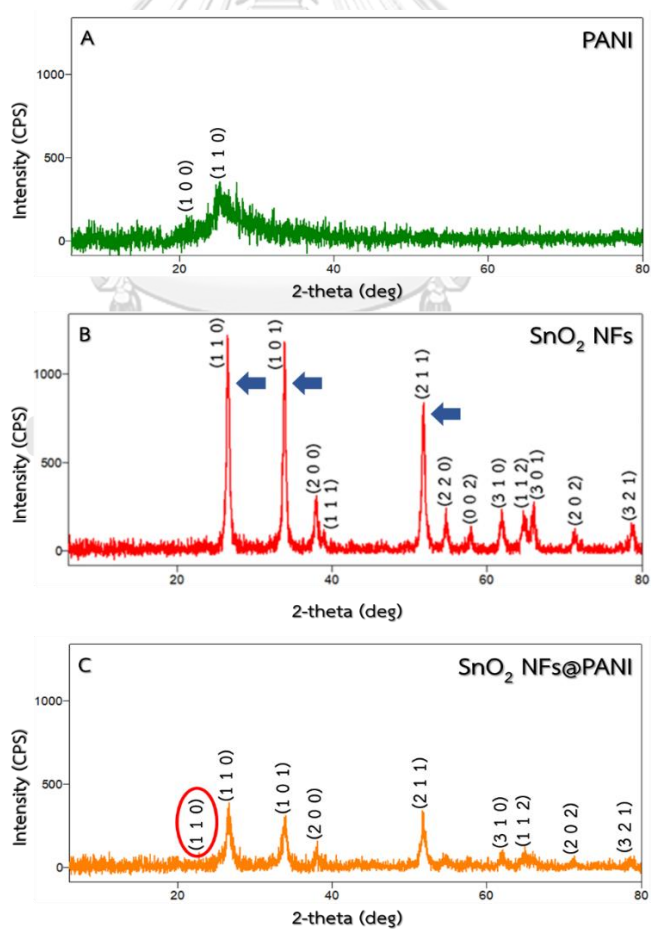 A
PANI
Intensity (CPS)
1000
500
0
(1 0 0)
(1 1 0)
20
40
60
80
2-theta (deg)
B
SnO₂ NFs
Intensity (CPS)
1000
500
0
(1 1 0)
(1 0 1)
(2 0 0)
(1 1 1)
(2 1 1)
(2 2 0)
(0 0 2)
(3 1 0)
(1 1 2)
(3 0 1)
(2 0 2)
(3 2 1)
20
40
60
80
2-theta (deg)
C
SnO₂ NFs@PANI
Intensity (CPS)
1000
500
0
(1 1 0)
(1 1 0)
(1 0 1)
(2 0 0)
(2 1 1)
(3 1 0)
(1 1 2)
(2 0 2)
(3 2 1)
20
40
60
80
2-theta (deg)